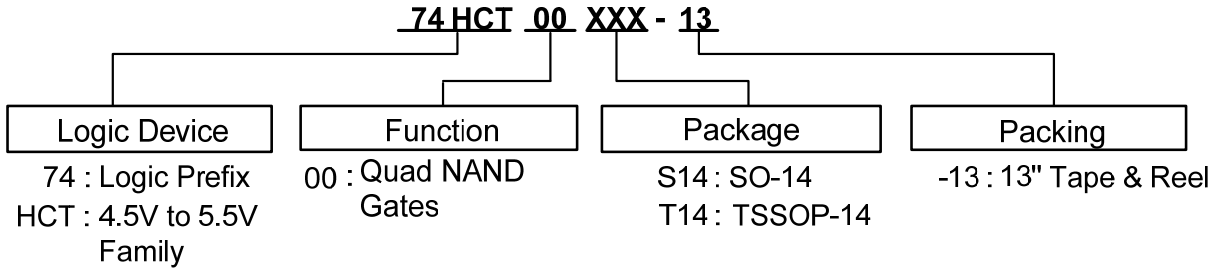 74 HCT 00 XXX - 13
Logic Device
74 : Logic Prefix
HCT : 4.5V to 5.5V
Family
Function
00 : Quad NAND
Gates
Package
S14 : SO-14
T14 : TSSOP-14
Packing
-13 : 13" Tape & Reel